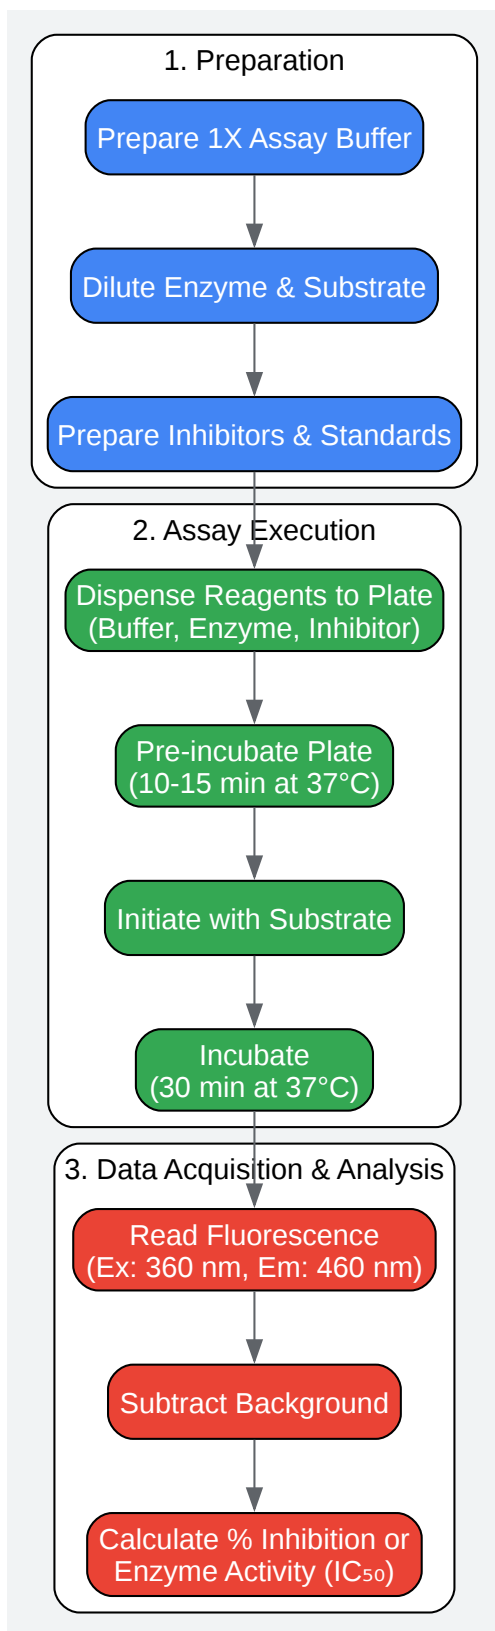 1. Preparation
Prepare 1X Assay Buffer
Dilute Enzyme & Substrate
Prepare Inhibitors & Standards
2. Assay Execution
Dispense Reagents to Plate
(Buffer, Enzyme, Inhibitor)
Pre-incubate Plate
(10-15 min at 37°C)
Initiate with Substrate
Incubate
(30 min at 37°C)
3. Data Acquisition & Analysis
Read Fluorescence
(Ex: 360 nm, Em: 460 nm)
Subtract Background
Calculate % Inhibition or
Enzyme Activity (IC₅₀)